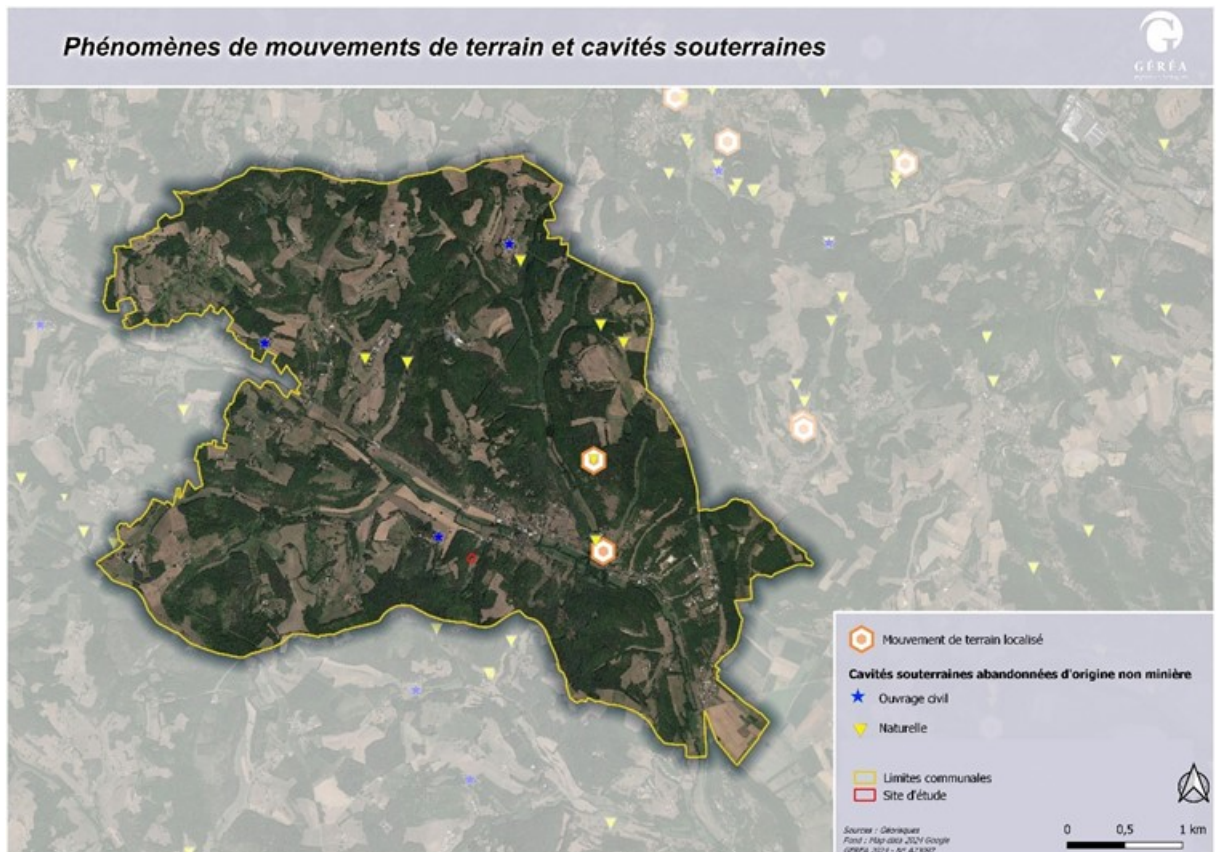 Phénomènes de mouvements de terrain et cavités souterraines
GÉRÉA
Mouvement de terrain localisé
Cavités souterraines abandonnées d'origine non minière
Ouvrage civil
Naturelle
Limites communales
Site d'étude
Sources : Géorisques
Fond : Map data 2024 Google
GEREA 2024 -
0 0,5 1 km